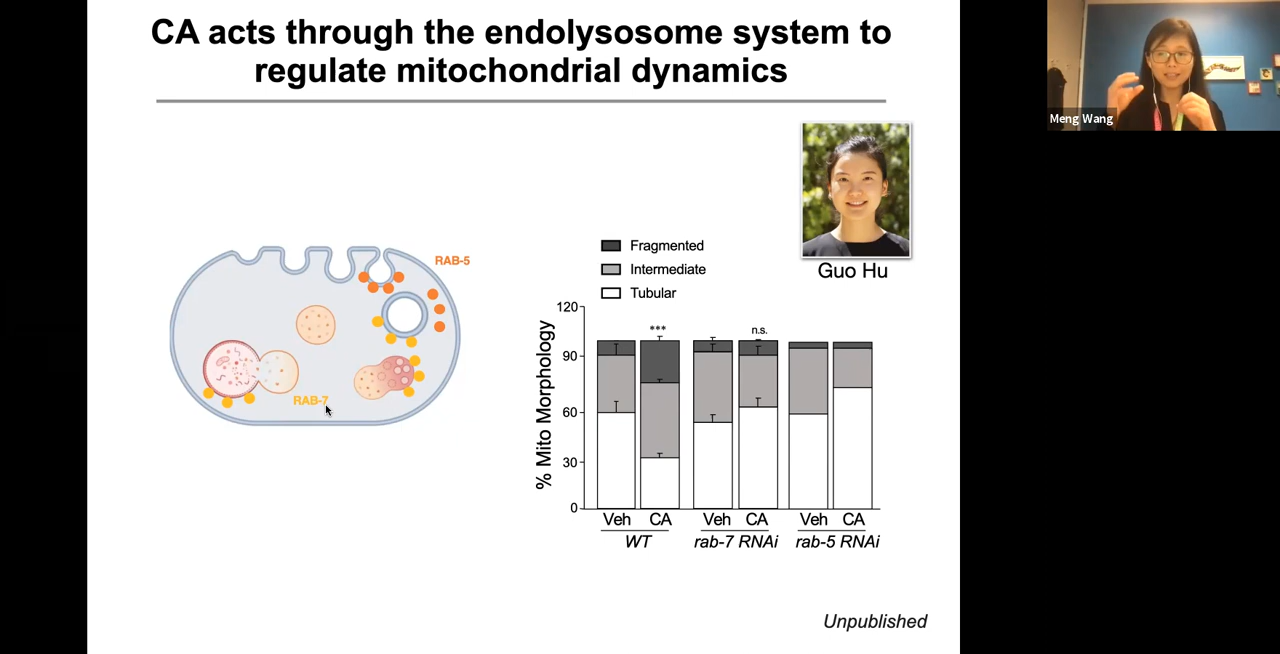 CA acts through the endolysosome system to
regulate mitochondrial dynamics
Meng Wang
Guo Hu
RAB-5
RAB-7
Fragmented
Intermediate
Tubular
% Mito Morphology
120
90
60
30
0
***
n.s.
Veh CA Veh CA Veh CA
WT rab-7 RNAi rab-5 RNAi
Unpublished